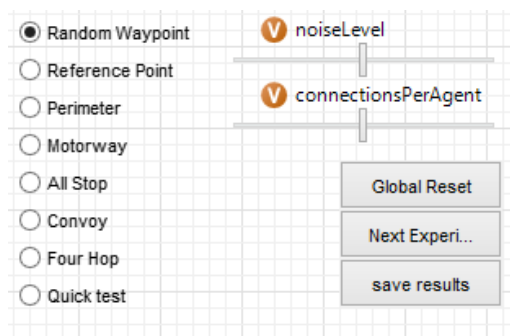 Random Waypoint
Reference Point
Perimeter
Motorway
All Stop
Convoy
Four Hop
Quick test
V noiseLevel
V connectionsPerAgent
Global Reset
Next Experi...
save results